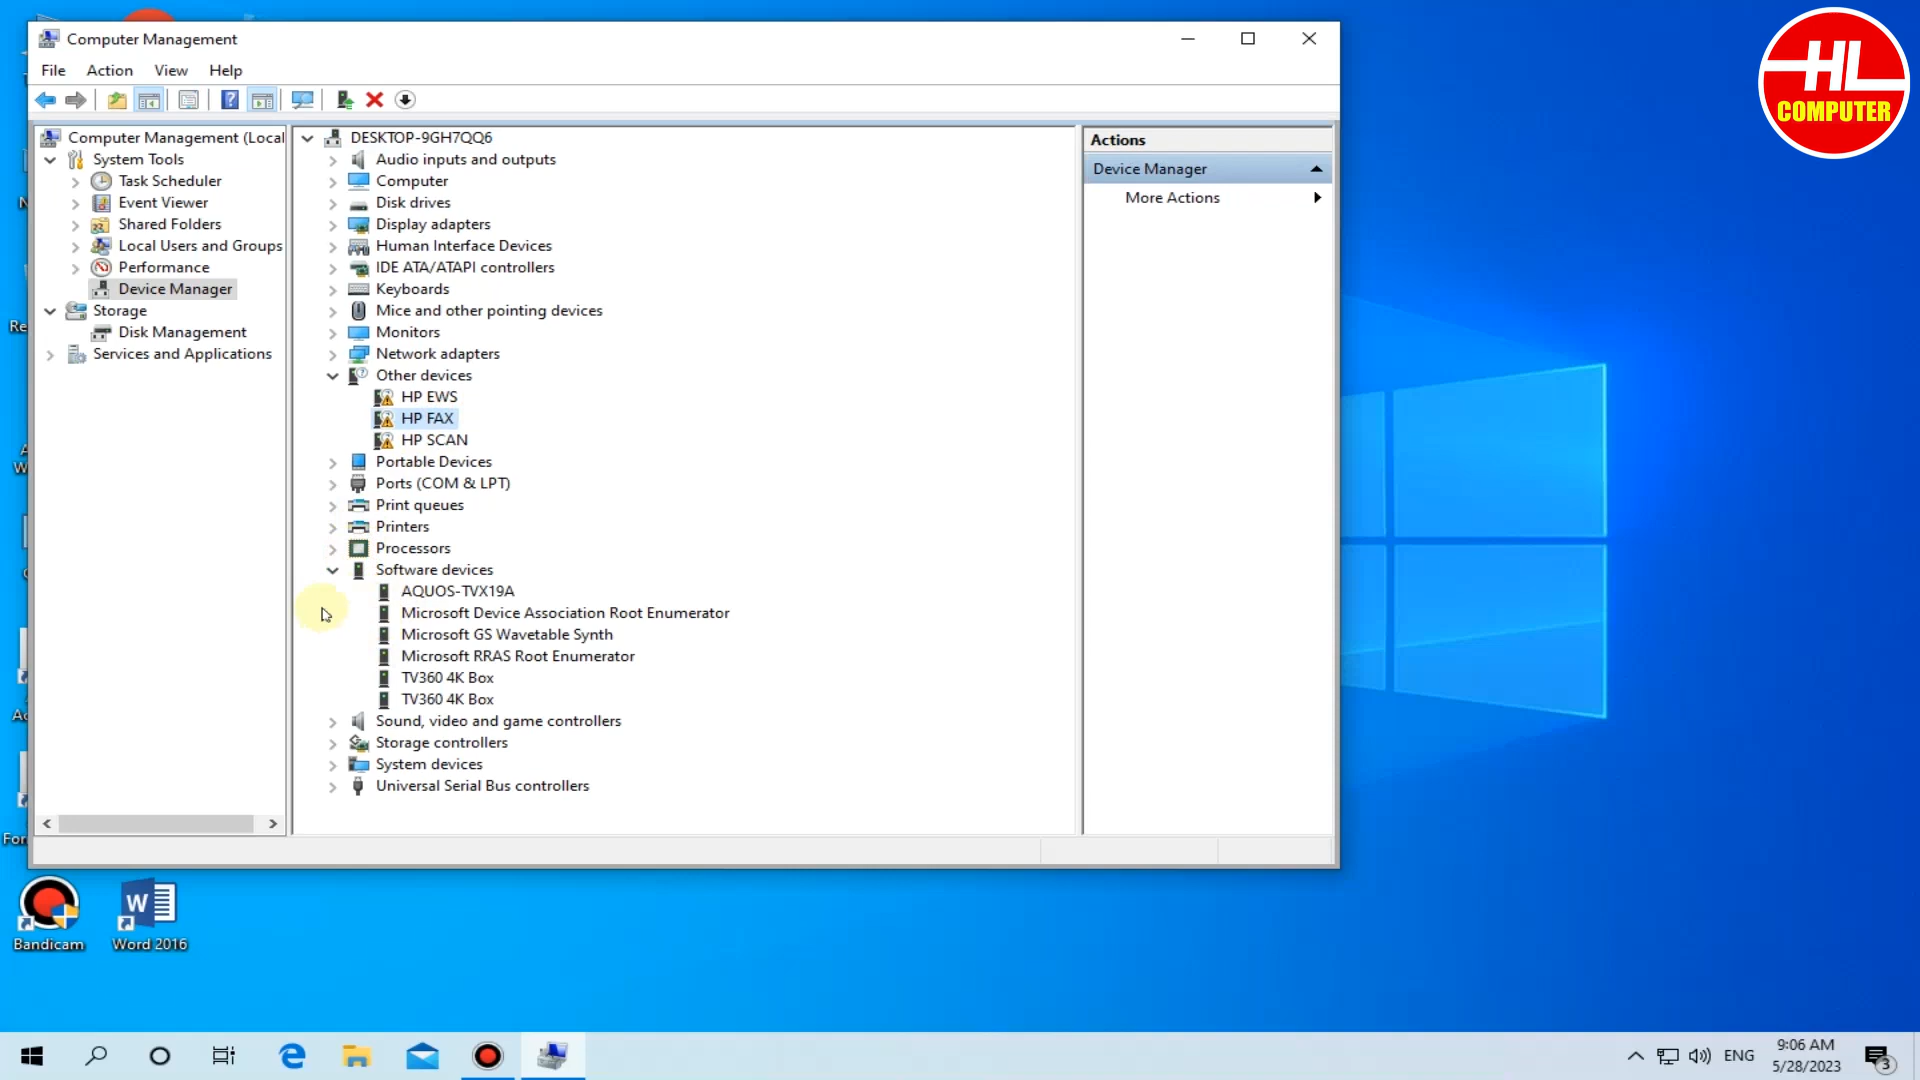 Computer Management
File Action View Help
Computer Management (Local
System Tools
Task Scheduler
Event Viewer
Shared Folders
Local Users and Groups
Performance
Device Manager
Storage
Disk Management
Services and Applications
DESKTOP-9GH7QQ6
Audio inputs and outputs
Computer
Disk drives
Display adapters
Human Interface Devices
IDE ATA/ATAPI controllers
Keyboards
Mice and other pointing devices
Monitors
Network adapters
Other devices
HP EWS
HP FAX
HP SCAN
Portable Devices
Ports (COM & LPT)
Print queues
Printers
Processors
Software devices
AQUOS-TVX19A
Microsoft Device Association Root Enumerator
Microsoft GS Wavetable Synth
Microsoft RRAS Root Enumerator
TV360 4K Box
TV360 4K Box
Sound, video and game controllers
Storage controllers
System devices
Universal Serial Bus controllers
Actions
Device Manager
More Actions
HL
COMPUTER
Bandicam
Word 2016
ENG
9:06 AM
5/28/2023
3